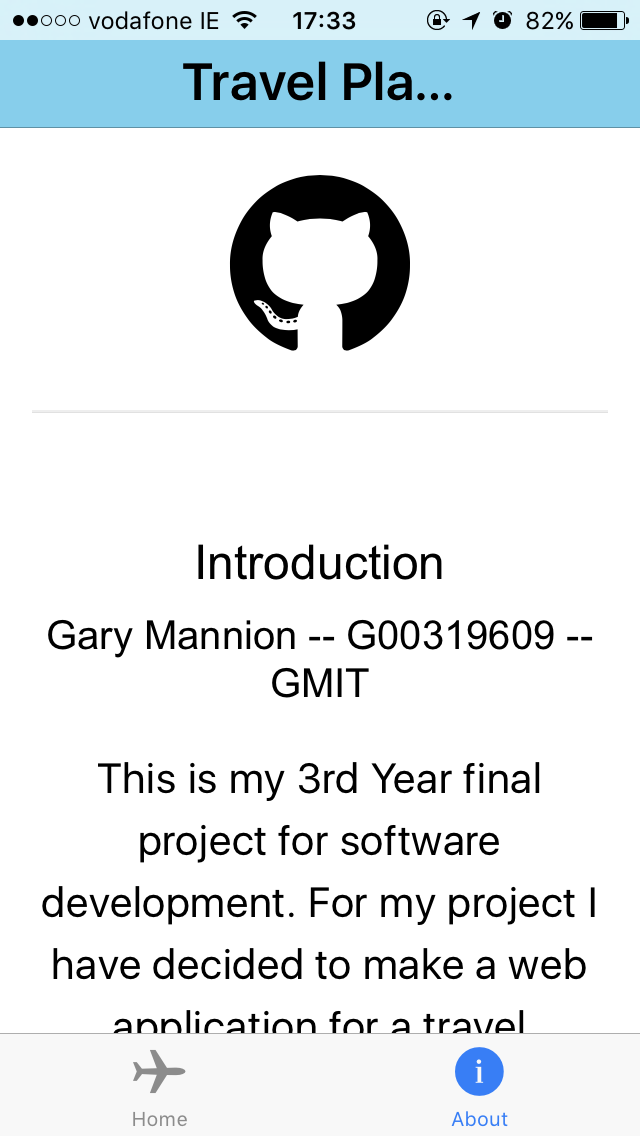 vodafone IE 17:33 82%
Travel Pla...
Introduction
Gary Mannion -- G00319609 --
GMIT
This is my 3rd Year final
project for software
development. For my project I
have decided to make a web
application for a travel
i
Home About